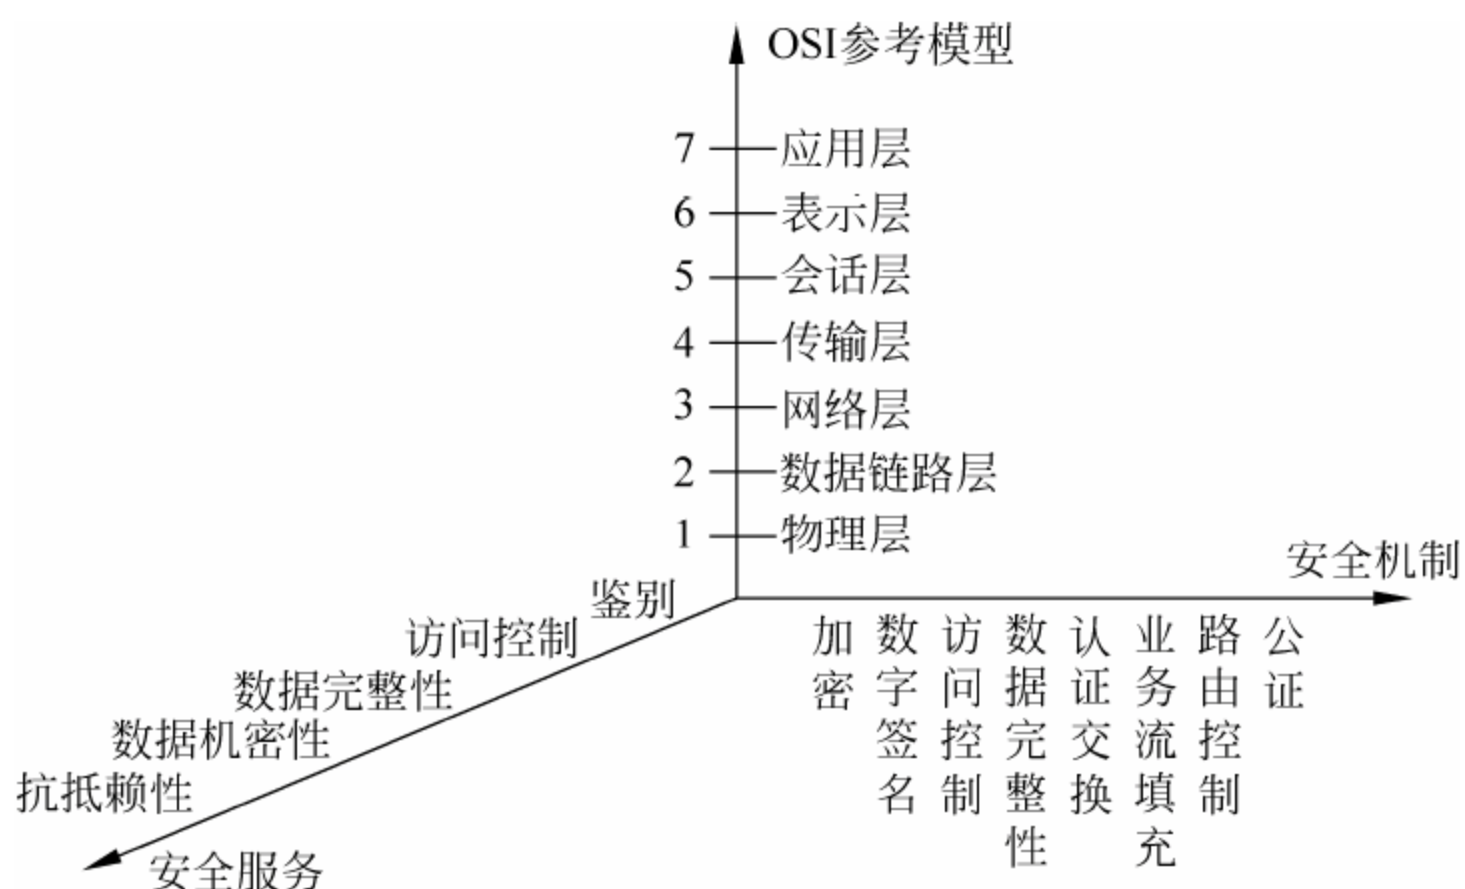 OSI参考模型
7 应用层
6 表示层
5 会话层
4 传输层
3 网络层
2 数据链路层
1 物理层
安全机制
鉴别
访问控制
数据完整性
数据机密性
抗抵赖性
安全服务
加密
数字签名
访问控制
数据完整性
认证交换
业务流填充
路由控制
公证